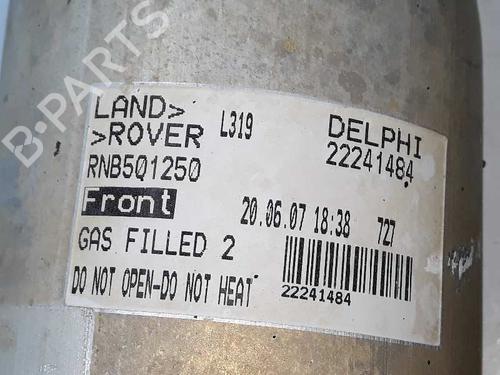 B-PARTS
LAND>
>ROVER L319 DELPHI
RNB501250 22241484
Front 20.06.07 18:38 727
GAS FILLED 2
DO NOT OPEN-DO NOT HEAT 22241484